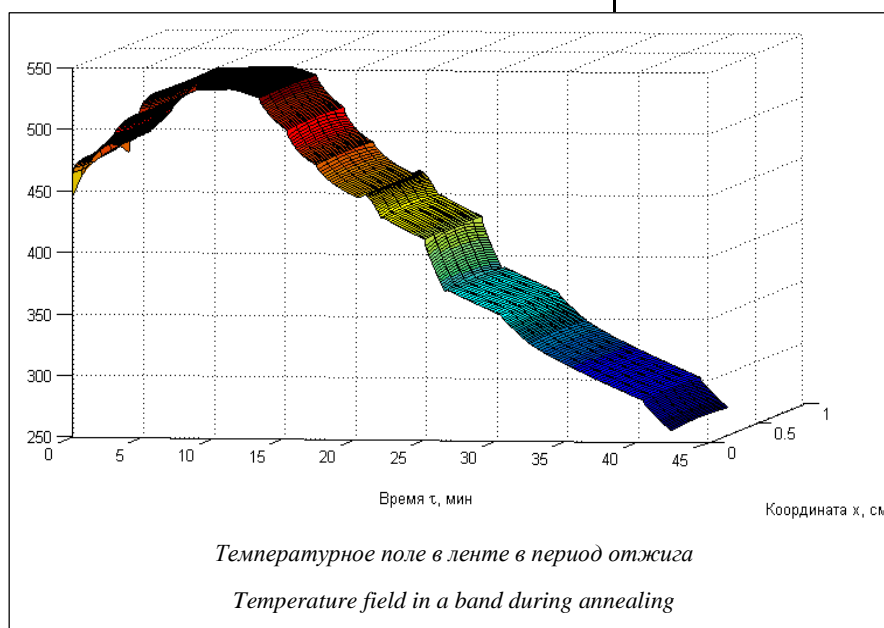 550
500
450
400
350
300
250
0 5 10 15 20 25 30 35 40 45
0 0.5 1
Время τ, мин
Координата x, см
Температурное поле в ленте в период отжига
Temperature field in a band during annealing